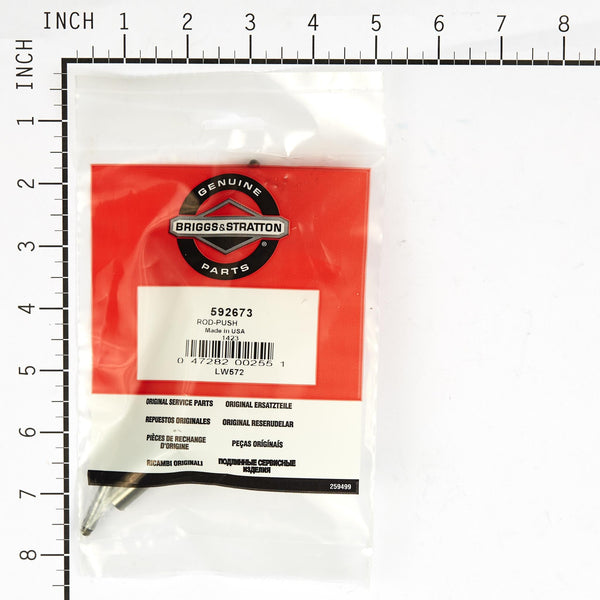 INCH
1 2 3 4 5 6 7 8
INCH
1
2
3
4
5
6
7
8
GENUINE
BRIGGS&STRATTON
®
PARTS
592673
ROD-PUSH
Made in USA
1423
0 47282 00255 1
LW572
ORIGINAL SERVICE PARTS ORIGINAL ERSATZTEILE
REPUESTOS ORIGINALES ORIGINAL RESERUDELAR
PIÈCES DE RECHANGE D'ORIGINE PEÇAS ORIGÍNAIS
RICAMBI ORIGINALI ПОДЛИННЫЕ СЕРВИСНЫЕ ИЗДЕЛИЯ
259499